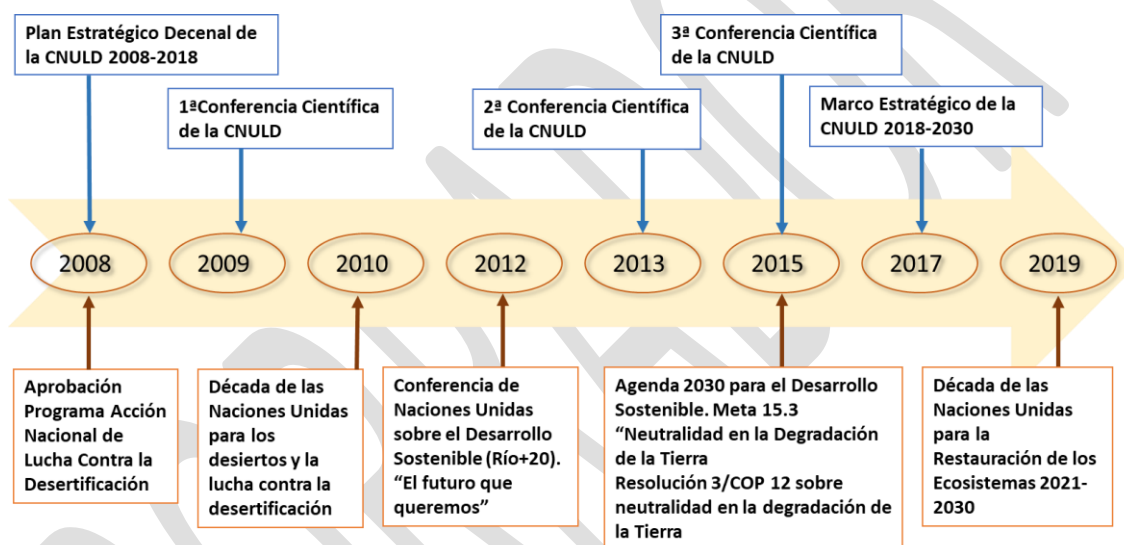 Plan Estratégico Decenal de
la CNULD 2008-2018
1ªConferencia Científica
de la CNULD
2ª Conferencia Científica
de la CNULD
3ª Conferencia Científica
de la CNULD
Marco Estratégico de la
CNULD 2018-2030
2008
2009
2010
2012
2013
2015
2017
2019
Aprobación
Programa Acción
Nacional de
Lucha Contra la
Desertificación
Década de las
Naciones Unidas
para los
desiertos y la
lucha contra la
desertificación
Conferencia de
Naciones Unidas
sobre el Desarrollo
Sostenible (Río+20).
“El futuro que
queremos”
Agenda 2030 para el Desarrollo
Sostenible. Meta 15.3
“Neutralidad en la Degradación
de la Tierra
Resolución 3/COP 12 sobre
neutralidad en la degradación de
la Tierra
Década de las
Naciones Unidas
para la
Restauración de los
Ecosistemas 2021-
2030